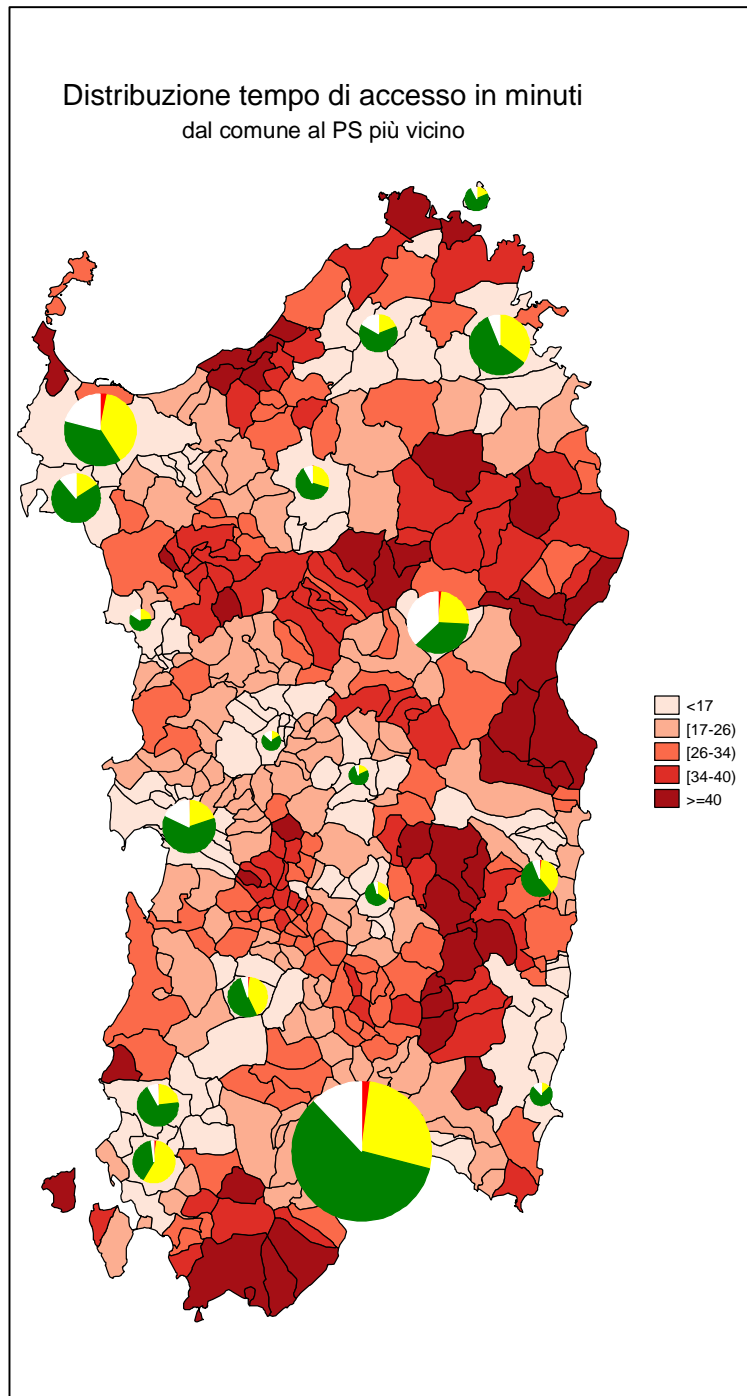 Distribuzione tempo di accesso in minuti
dal comune al PS più vicino
<17
[17-26)
[26-34)
[34-40)
>=40